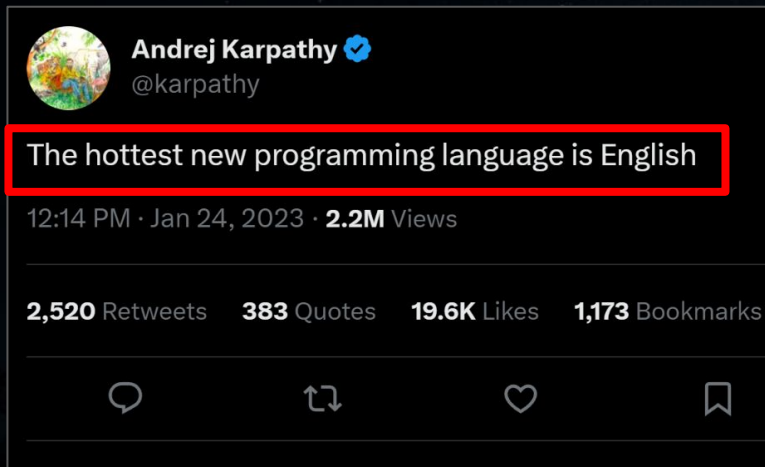 Andrej Karpathy
@karpathy
The hottest new programming language is English
12:14 PM · Jan 24, 2023 · 2.2M Views
2,520 Retweets 383 Quotes 19.6K Likes 1,173 Bookmarks